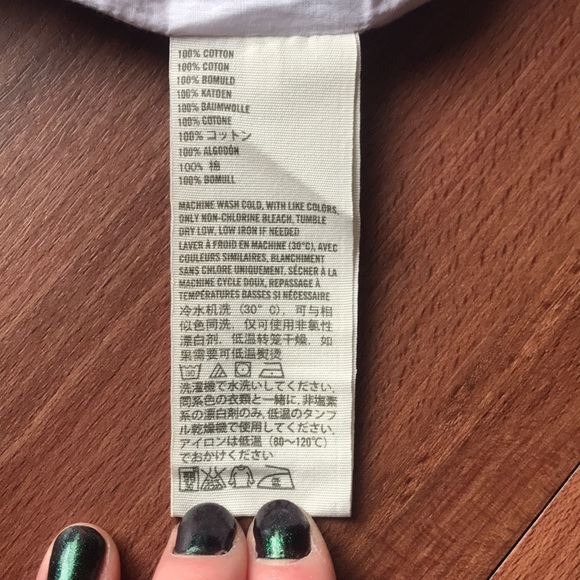 100% COTTON
100% COTON
100% BOMULD
100% KATOEN
100% BAUMWOLLE
100% COTONE
100% コットン
100% ALGODÓN
100% 棉
100% BOMULL
MACHINE WASH COLD, WITH LIKE COLORS,
ONLY NON-CHLORINE BLEACH, TUMBLE
DRY LOW, LOW IRON IF NEEDED
LAVER À FROID EN MACHINE (30°C), AVEC
COULEURS SIMILAIRES, BLANCHIMENT
SANS CHLORE UNIQUEMENT, SÉCHER À LA
MACHINE CYCLE DOUX, REPASSAGE À
TEMPÉRATURES BASSES SI NÉCESSAIRE
冷水机洗 (30° C), 可与相
似色同洗, 仅可使用非氯性
漂白剂, 低温转笼干燥, 如
果需要可低温熨烫
30
洗濯機で水洗いしてください,
同系色の衣類と一緒に, 非塩素
系の漂白剤のみ, 低温のタンブ
ル乾燥機で使用してください,
アイロンは低温 (80～120℃)
でおかけください